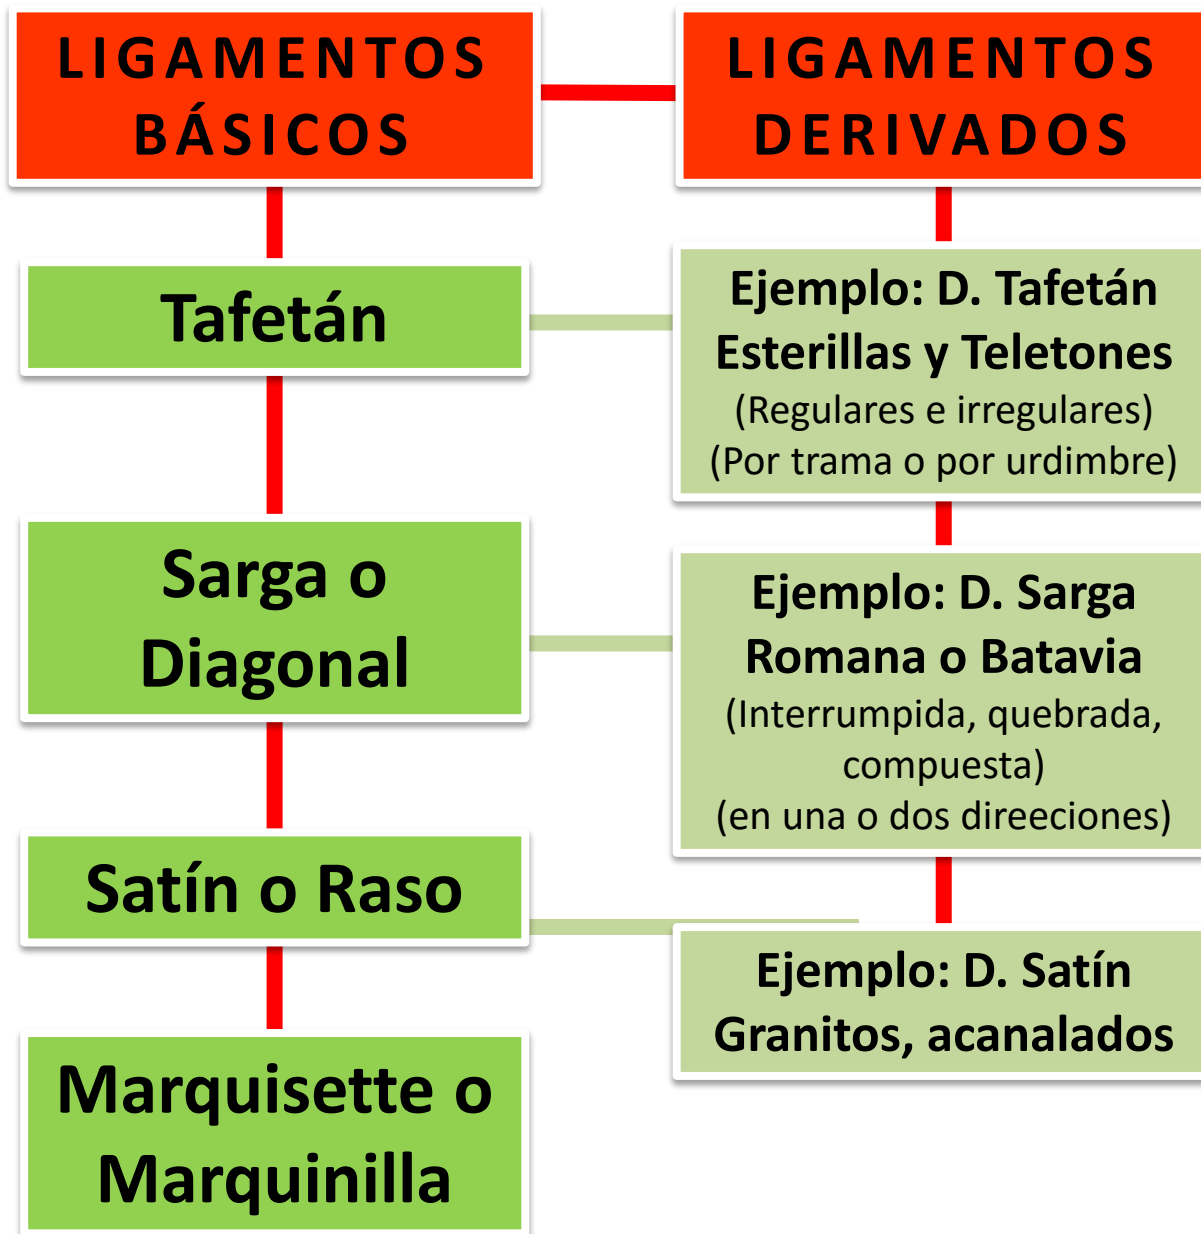 LIGAMENTOS
BÁSICOS
Tafetán
Sarga o
Diagonal
Satín o Raso
Marquisette o
Marquinilla
LIGAMENTOS
DERIVADOS
Ejemplo: D. Tafetán
Esterillas y Teletones
(Regulares e irregulares)
(Por trama o por urdimbre)
Ejemplo: D. Sarga
Romana o Batavia
(Interrumpida, quebrada,
compuesta)
(en una o dos direeciones)
Ejemplo: D. Satín
Granitos, acanalados